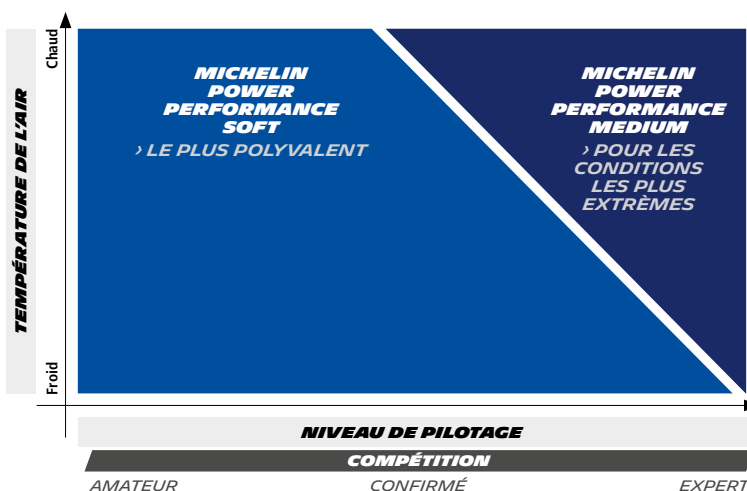 TEMPÉRATURE DE L'AIR
Chaud
Froid
MICHELIN
POWER
PERFORMANCE
SOFT
› LE PLUS POLYVALENT
MICHELIN
POWER
PERFORMANCE
MEDIUM
› POUR LES
CONDITIONS
LES PLUS
EXTRÈMES
NIVEAU DE PILOTAGE
COMPÉTITION
AMATEUR CONFIRMÉ EXPERT